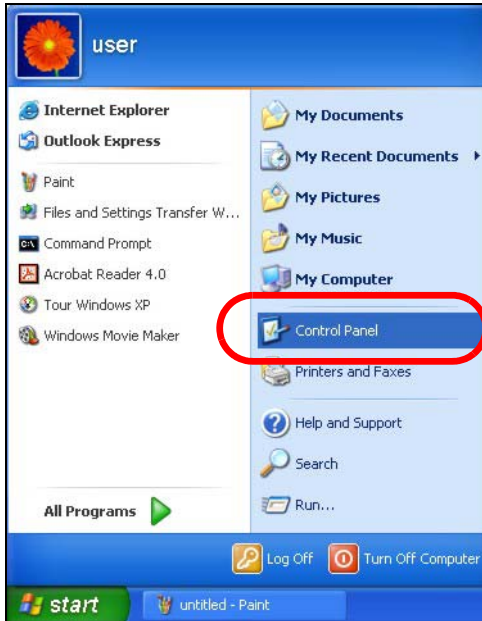 user
Internet Explorer
Outlook Express
Paint
Files and Settings Transfer W...
Command Prompt
Acrobat Reader 4.0
Tour Windows XP
Windows Movie Maker
All Programs
My Documents
My Recent Documents
My Pictures
My Music
My Computer
Control Panel
Printers and Faxes
Help and Support
Search
Run...
Log Off
Turn Off Computer
start
untitled - Paint